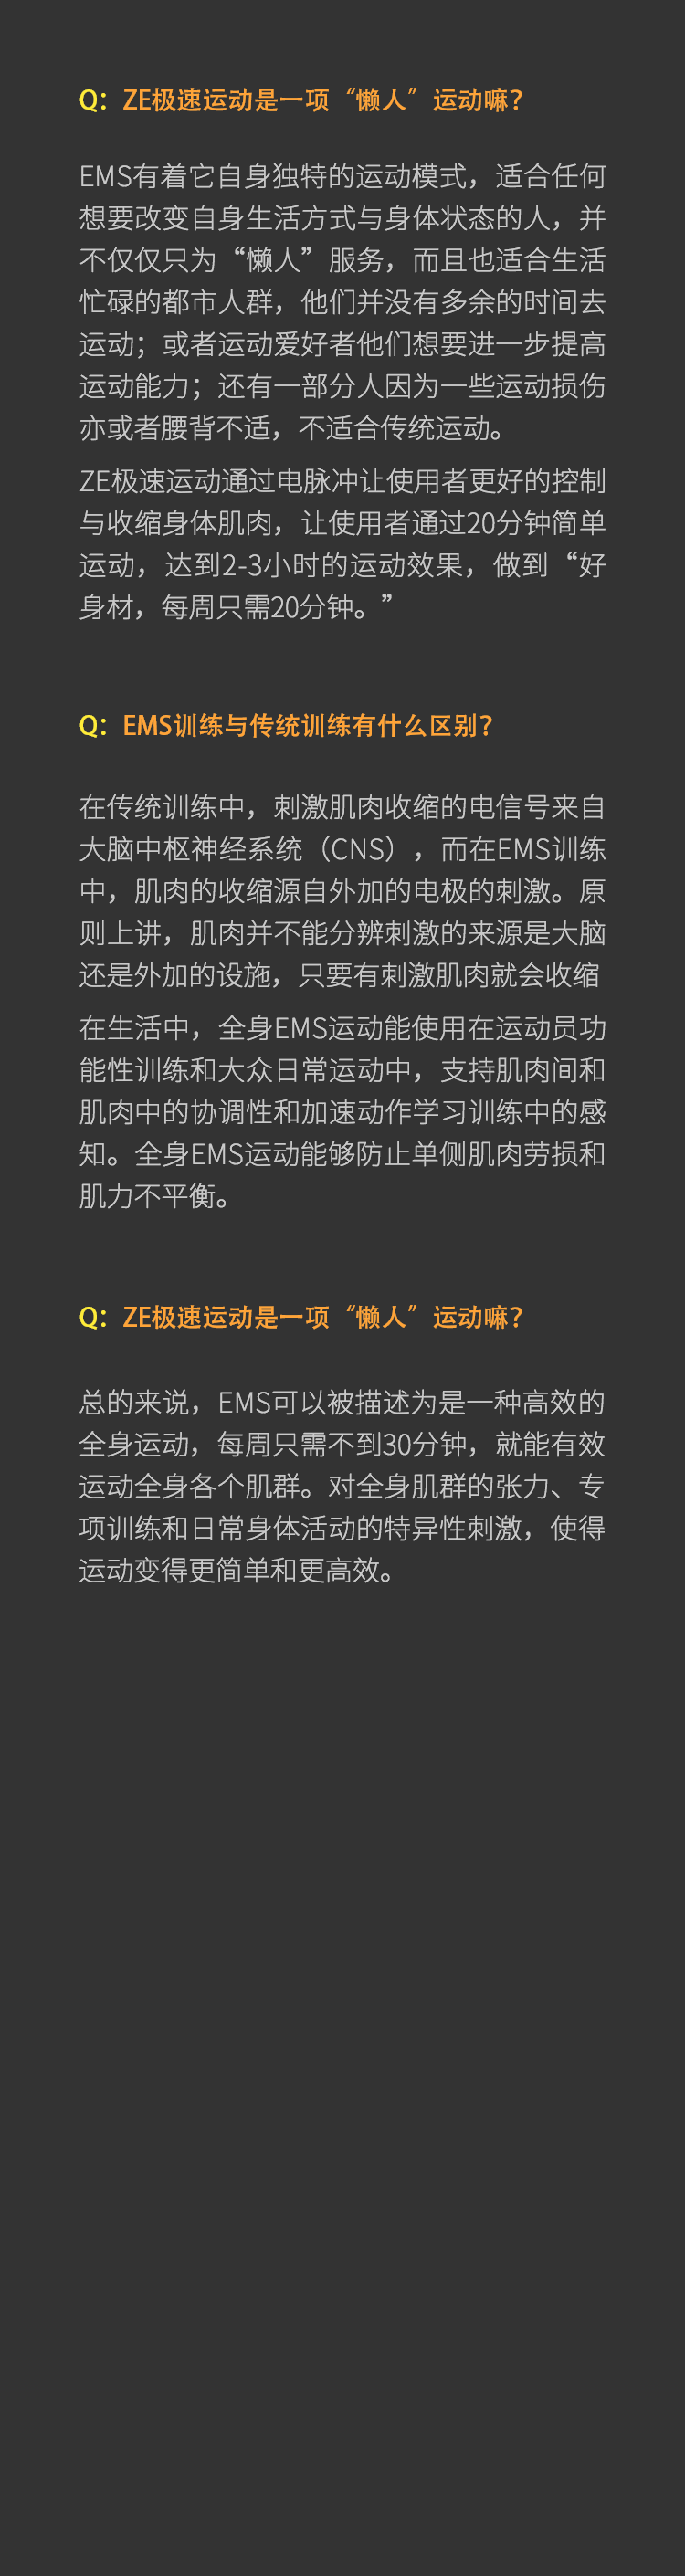 Q：ZE极速运动是一项“懒人”运动嘛？
EMS有着它自身独特的运动模式，适合任何
想要改变自身生活方式与身体状态的人，并
不仅仅只为“懒人”服务，而且也适合生活
忙碌的都市人群，他们并没有多余的时间去
运动；或者运动爱好者他们想要进一步提高
运动能力；还有一部分人因为一些运动损伤
亦或者腰背不适，不适合传统运动。
ZE极速运动通过电脉冲让使用者更好的控制
与收缩身体肌肉，让使用者通过20分钟简单
运动，达到2-3小时的运动效果，做到“好
身材，每周只需20分钟。”
Q：EMS训练与传统训练有什么区别？
在传统训练中，刺激肌肉收缩的电信号来自
大脑中枢神经系统（CNS），而在EMS训练
中，肌肉的收缩源自外加的电极的刺激。原
则上讲，肌肉并不能分辨刺激的来源是大脑
还是外加的设施，只要有刺激肌肉就会收缩
在生活中，全身EMS运动能使用在运动员功
能性训练和大众日常运动中，支持肌肉间和
肌肉中的协调性和加速动作学习训练中的感
知。全身EMS运动能够防止单侧肌肉劳损和
肌力不平衡。
Q：ZE极速运动是一项“懒人”运动嘛？
总的来说，EMS可以被描述为是一种高效的
全身运动，每周只需不到30分钟，就能有效
运动全身各个肌群。对全身肌群的张力、专
项训练和日常身体活动的特异性刺激，使得
运动变得更简单和更高效。